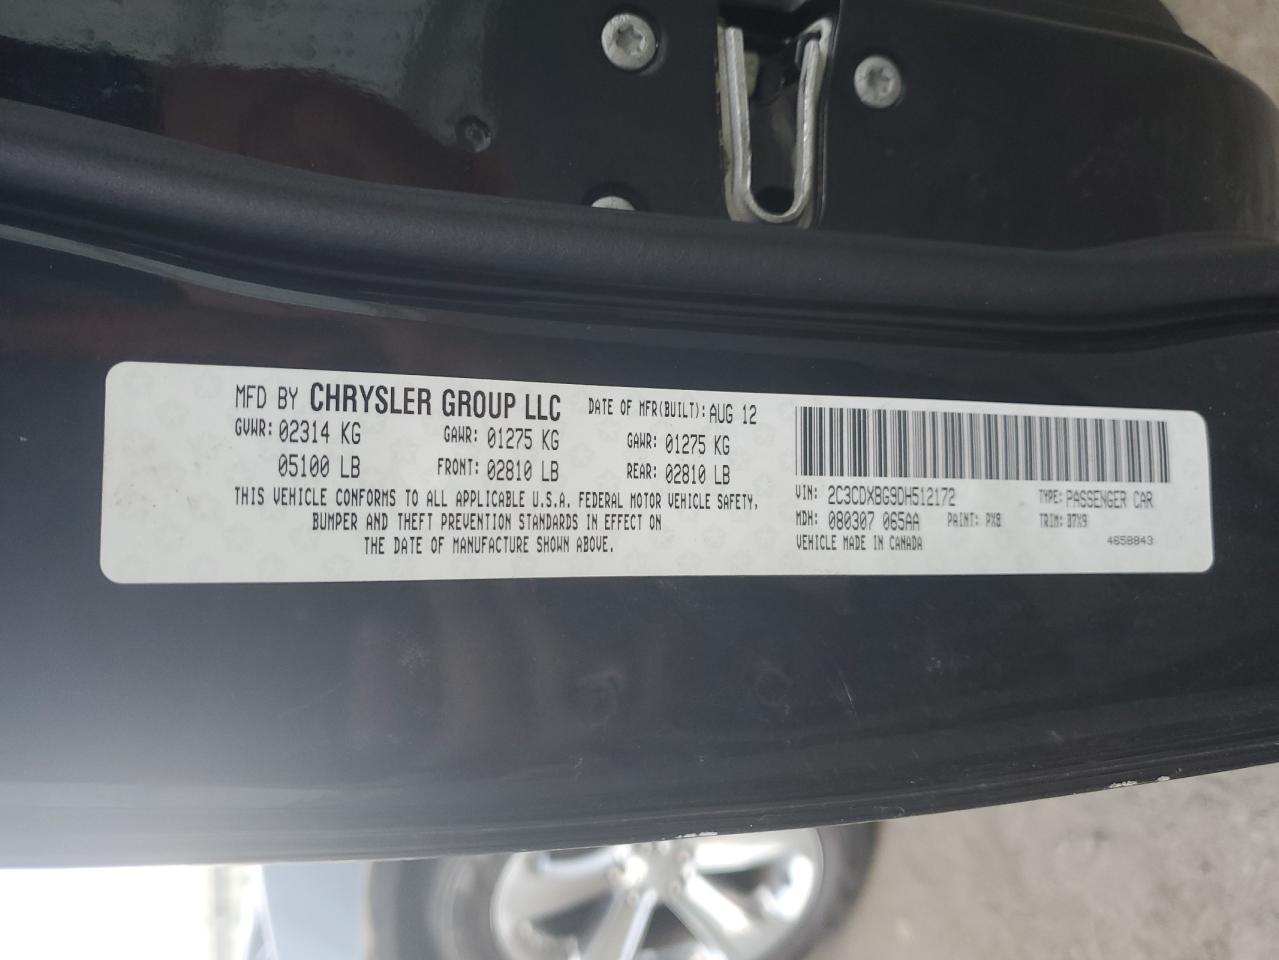 MFD BY CHRYSLER GROUP LLC DATE OF MFR(BUILT): AUG 12
GVWR: 02314 KG GAWR: 01275 KG GAWR: 01275 KG
05100 LB FRONT: 02810 LB REAR: 02810 LB
THIS VEHICLE CONFORMS TO ALL APPLICABLE U.S.A. FEDERAL MOTOR VEHICLE SAFETY,
BUMPER AND THEFT PREVENTION STANDARDS IN EFFECT ON
THE DATE OF MANUFACTURE SHOWN ABOVE.
VIN: 2C3CDXBG9DH512172 TYPE: PASSENGER CAR
MDH: 080307 065AA PAINT: PX8 TRIM: B7X9
VEHICLE MADE IN CANADA 4658843